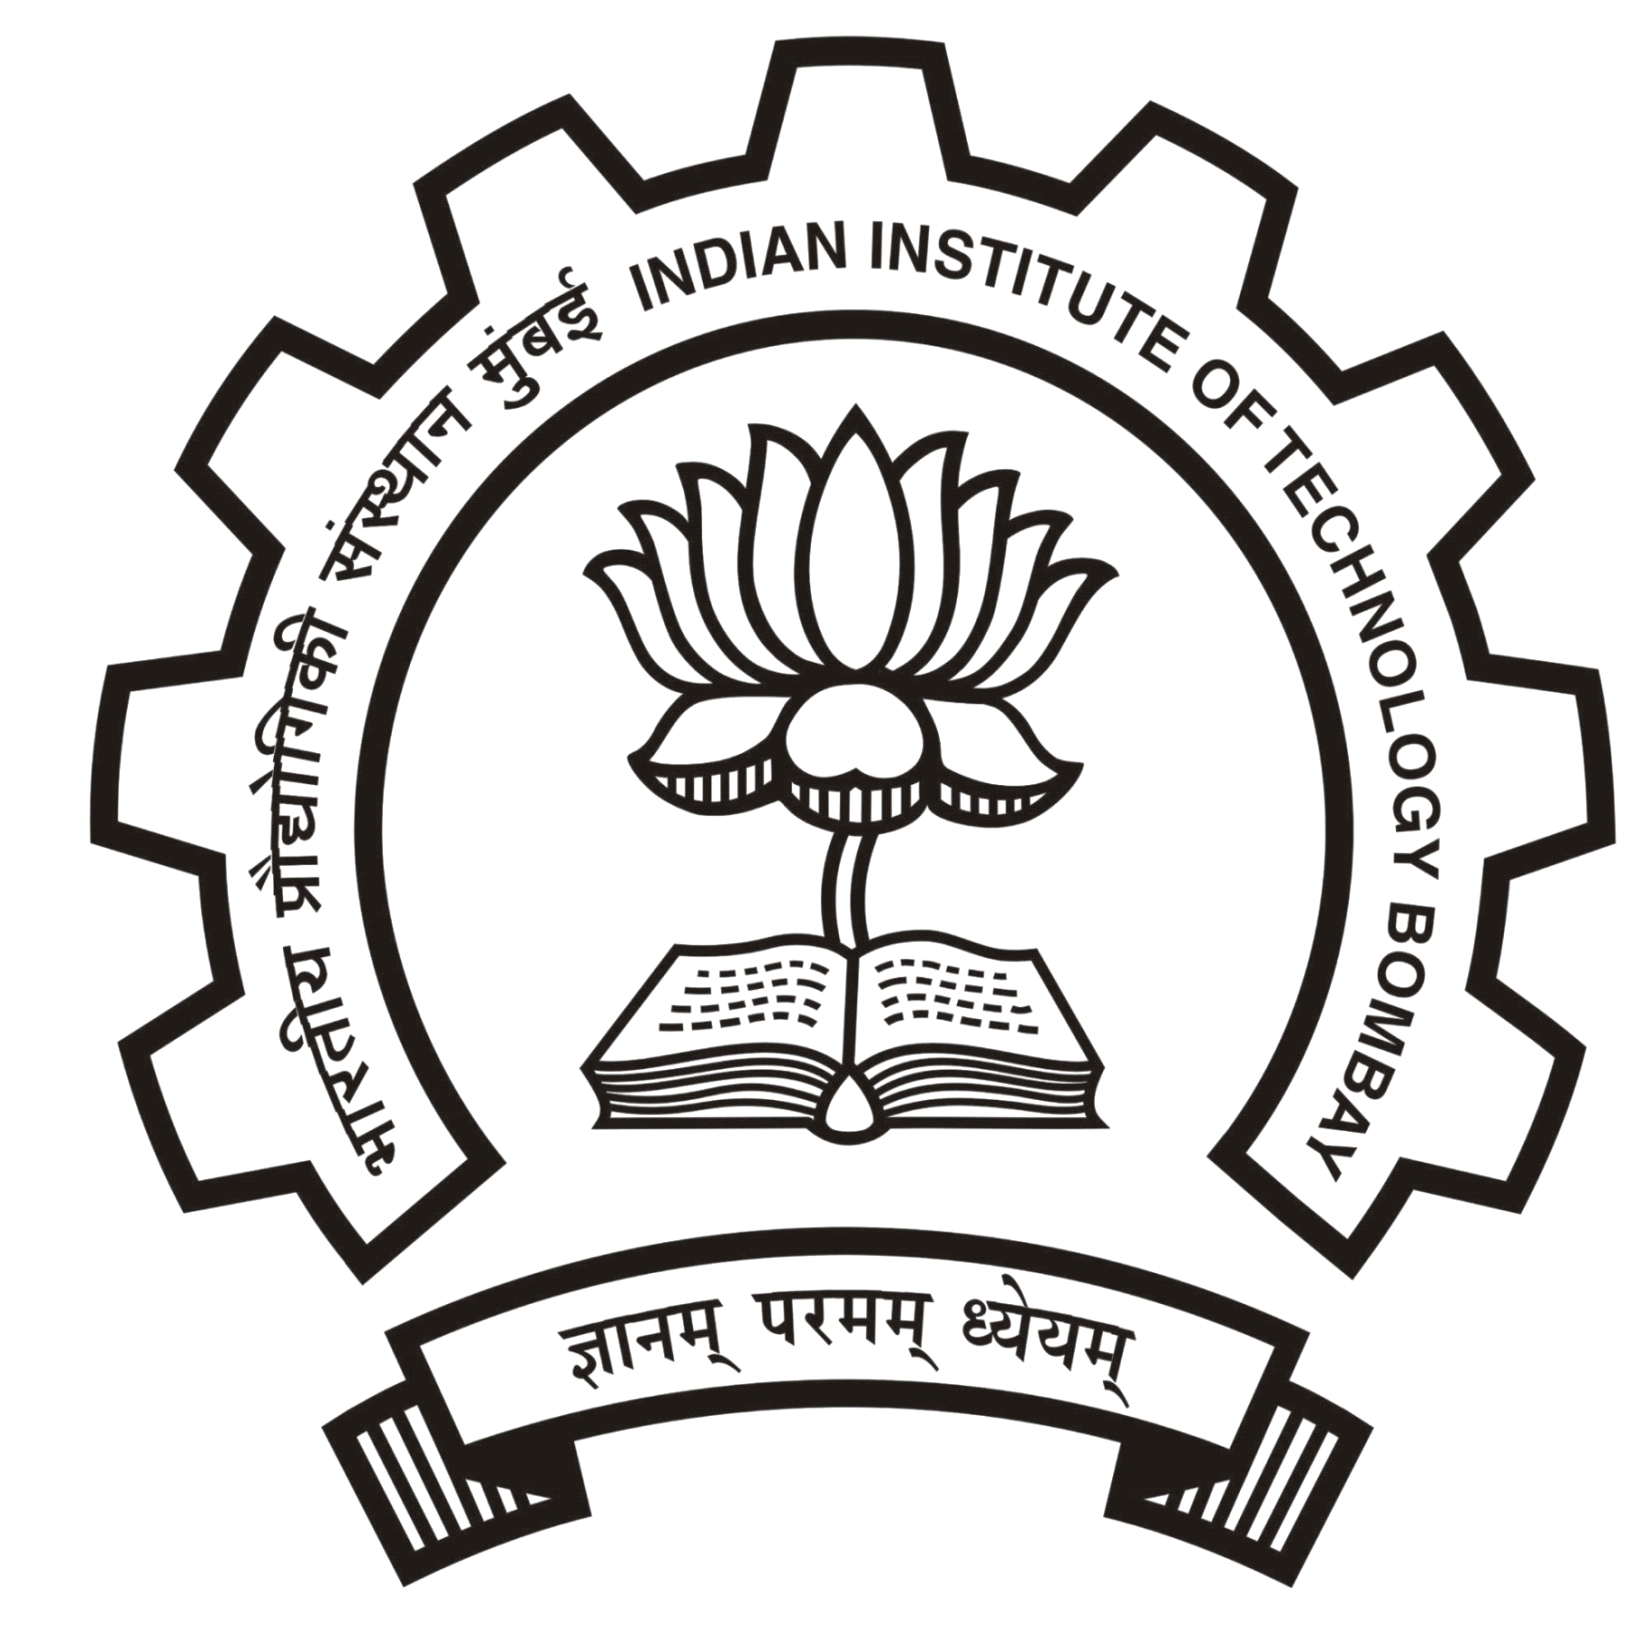 भारतीय प्रौद्योगिकी संस्थान मुंबई
INDIAN INSTITUTE OF TECHNOLOGY BOMBAY
ज्ञानम् परमम् ध्येयम्